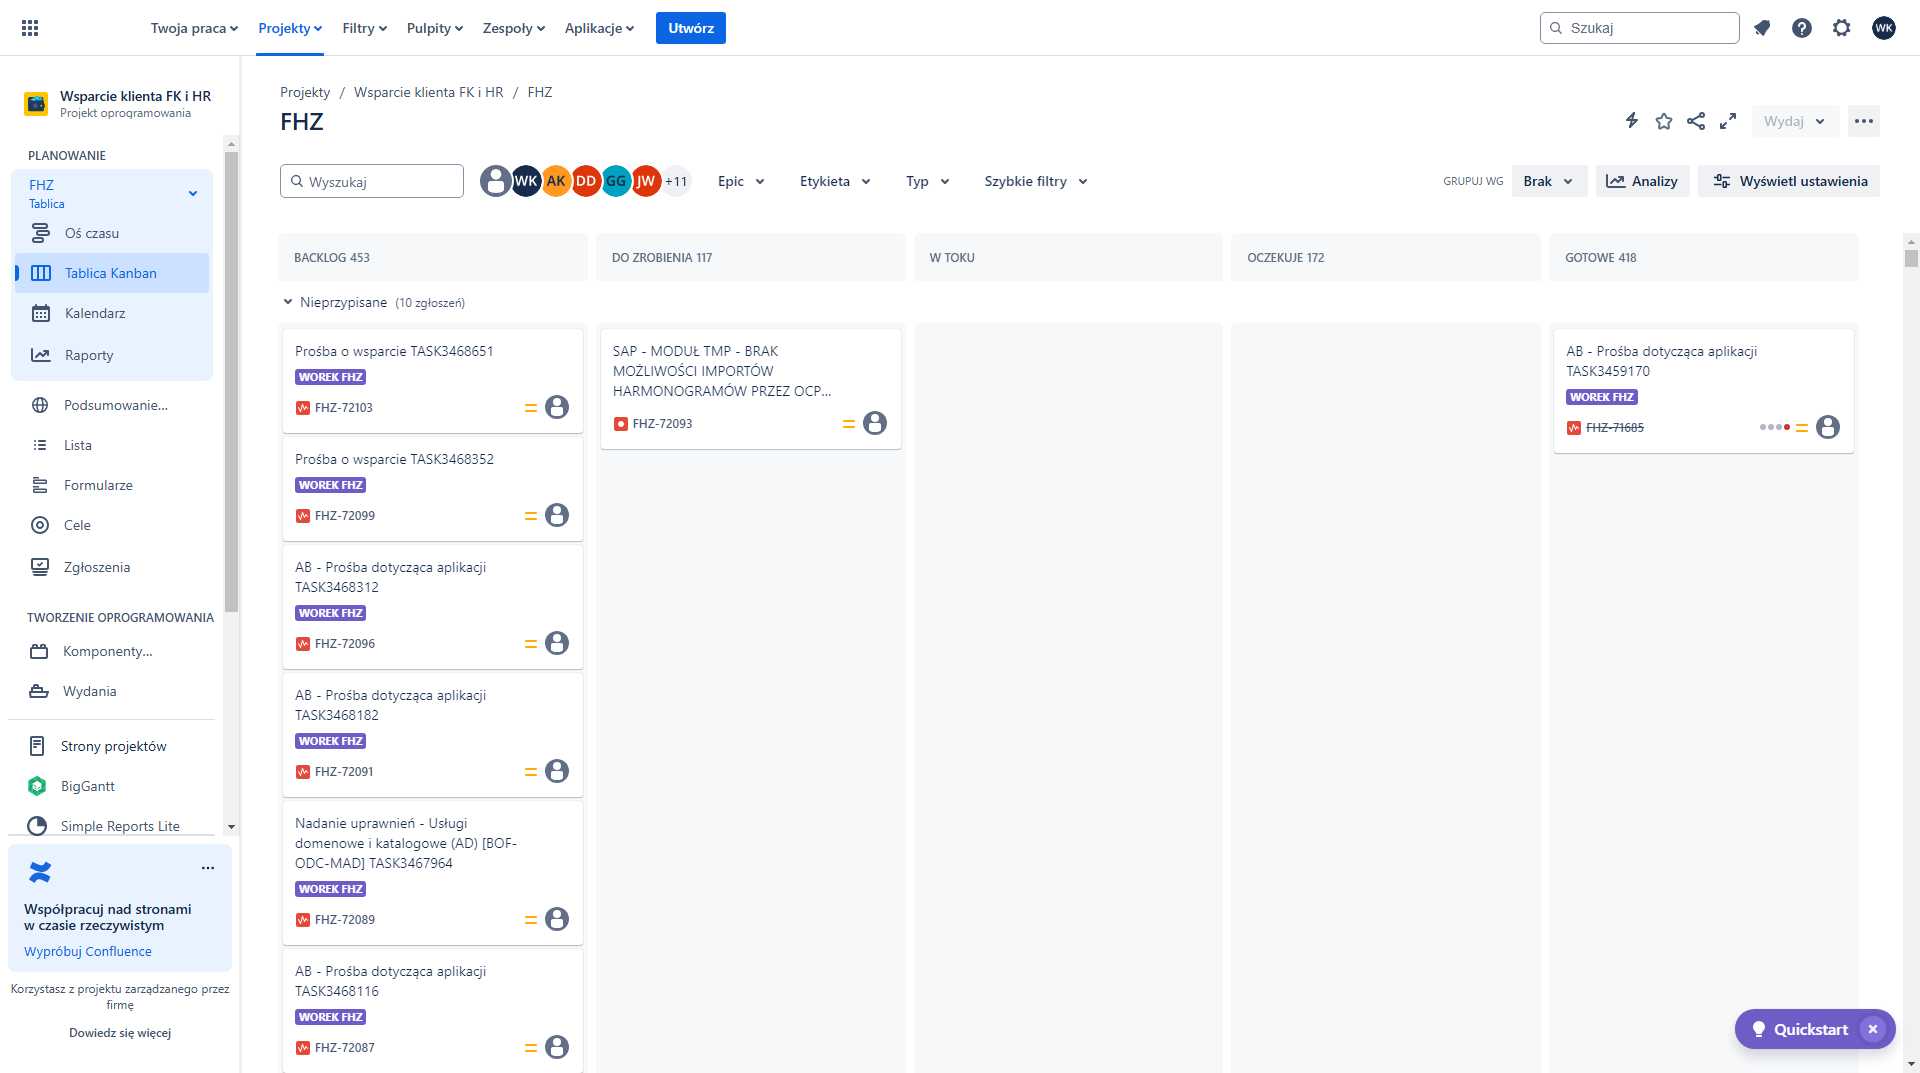 Twoja praca
Projekty
Filtry
Pulpity
Zespoły
Aplikacje
Utwórz
Szukaj
WK
Wsparcie klienta FK i HR
Projekt oprogramowania
PLANOWANIE
FHZ
Tablica
Oś czasu
Tablica Kanban
Kalendarz
Raporty
Podsumowanie...
Lista
Formularze
Cele
Zgłoszenia
TWORZENIE OPROGRAMOWANIA
Komponenty...
Wydania
Strony projektów
BigGantt
Simple Reports Lite
Współpracuj nad stronami
w czasie rzeczywistym
Wypróbuj Confluence
Korzystasz z projektu zarządzanego przez
firmę
Dowiedz się więcej
Projekty / Wsparcie klienta FK i HR / FHZ
FHZ
Wydaj
Wyszukaj
WK AK DD GG JW +11
Epic
Etykieta
Typ
Szybkie filtry
GRUPUJ WG
Brak
Analizy
Wyświetl ustawienia
BACKLOG 453
DO ZROBIENIA 117
W TOKU
OCZEKUJE 172
GOTOWE 418
Nieprzypisane (10 zgłoszeń)
Prośba o wsparcie TASK3468651
WOREK FHZ
FHZ-72103
Prośba o wsparcie TASK3468352
WOREK FHZ
FHZ-72099
AB - Prośba dotycząca aplikacji
TASK3468312
WOREK FHZ
FHZ-72096
AB - Prośba dotycząca aplikacji
TASK3468182
WOREK FHZ
FHZ-72091
Nadanie uprawnień - Usługi
domenowe i katalogowe (AD) [BOF-
ODC-MAD] TASK3467964
WOREK FHZ
FHZ-72089
AB - Prośba dotycząca aplikacji
TASK3468116
WOREK FHZ
FHZ-72087
SAP - MODUŁ TMP - BRAK
MOŻLIWOŚCI IMPORTÓW
HARMONOGRAMÓW PRZEZ OCP...
FHZ-72093
AB - Prośba dotycząca aplikacji
TASK3459170
WOREK FHZ
FHZ-71685
Quickstart